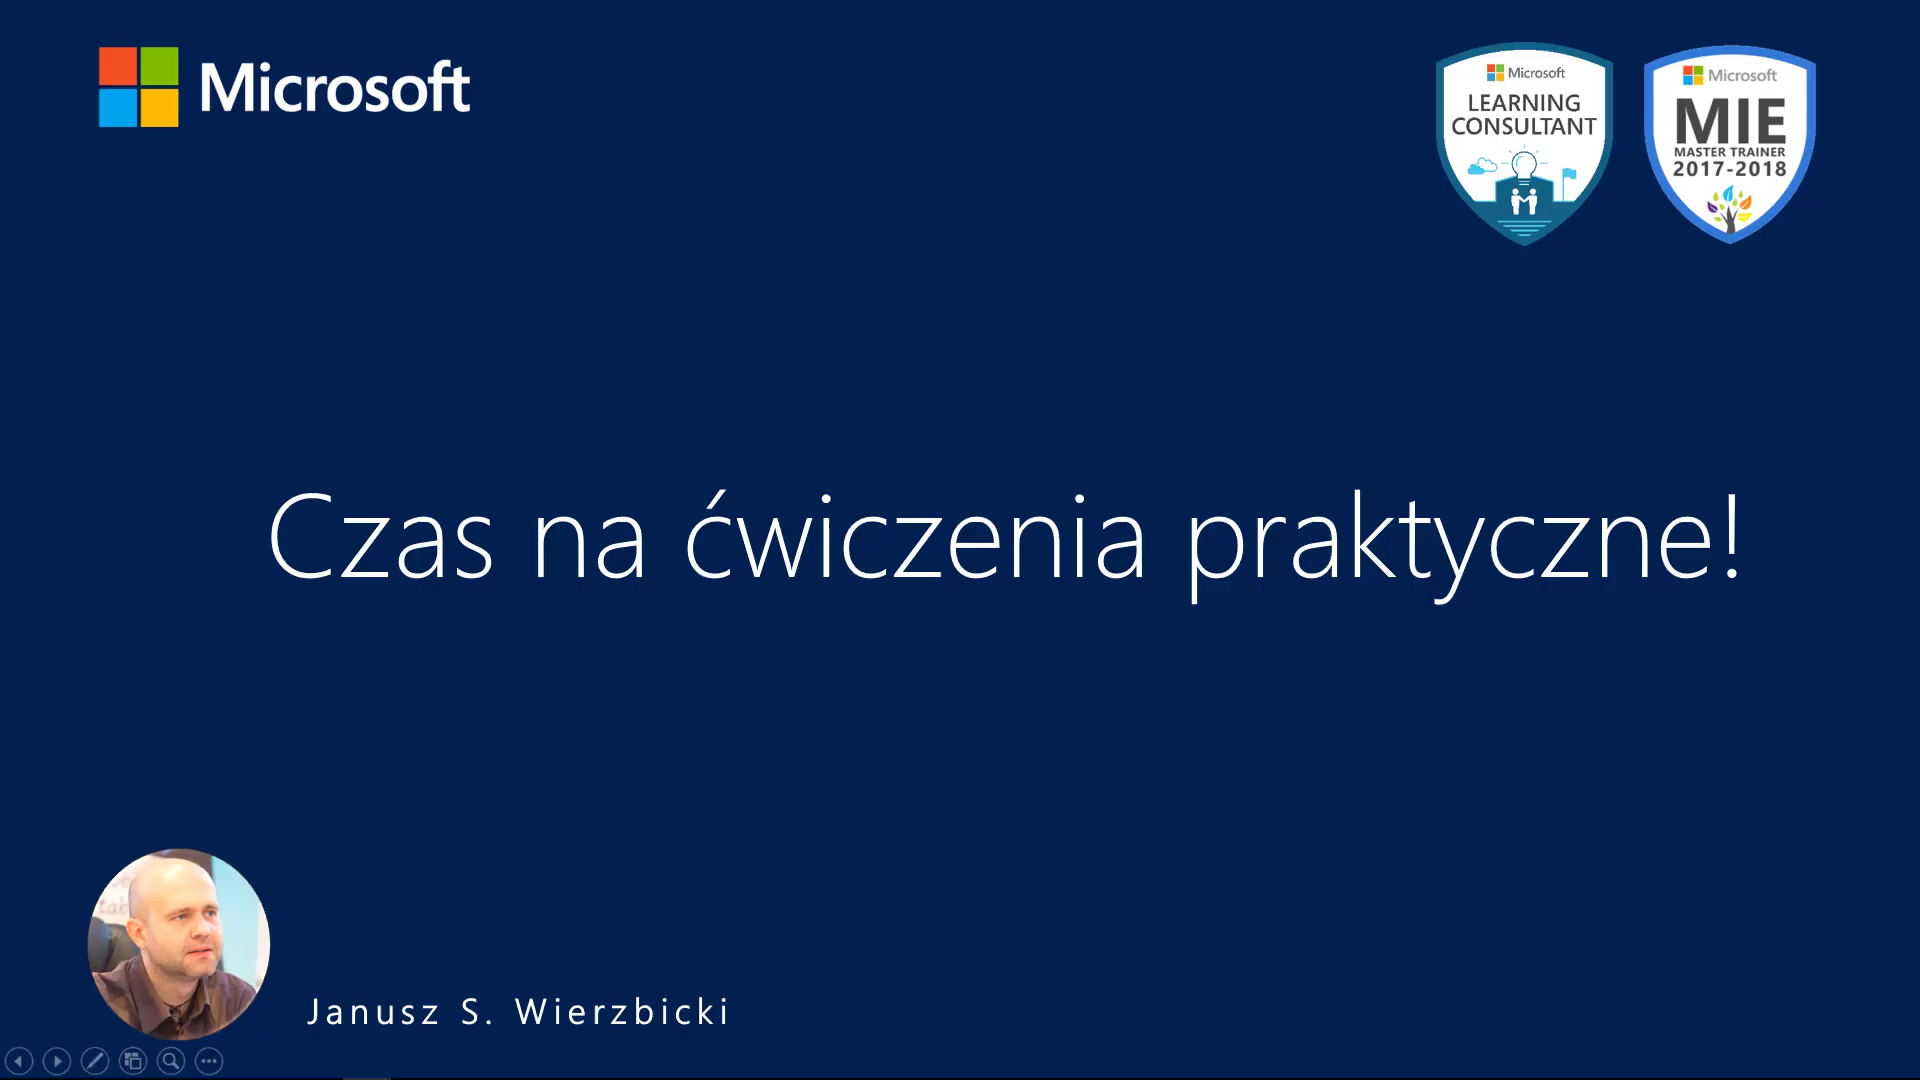 Microsoft
Microsoft
LEARNING
CONSULTANT
Microsoft
MIE
MASTER TRAINER
2017-2018
Czas na ćwiczenia praktyczne!
Janusz S. Wierzbicki